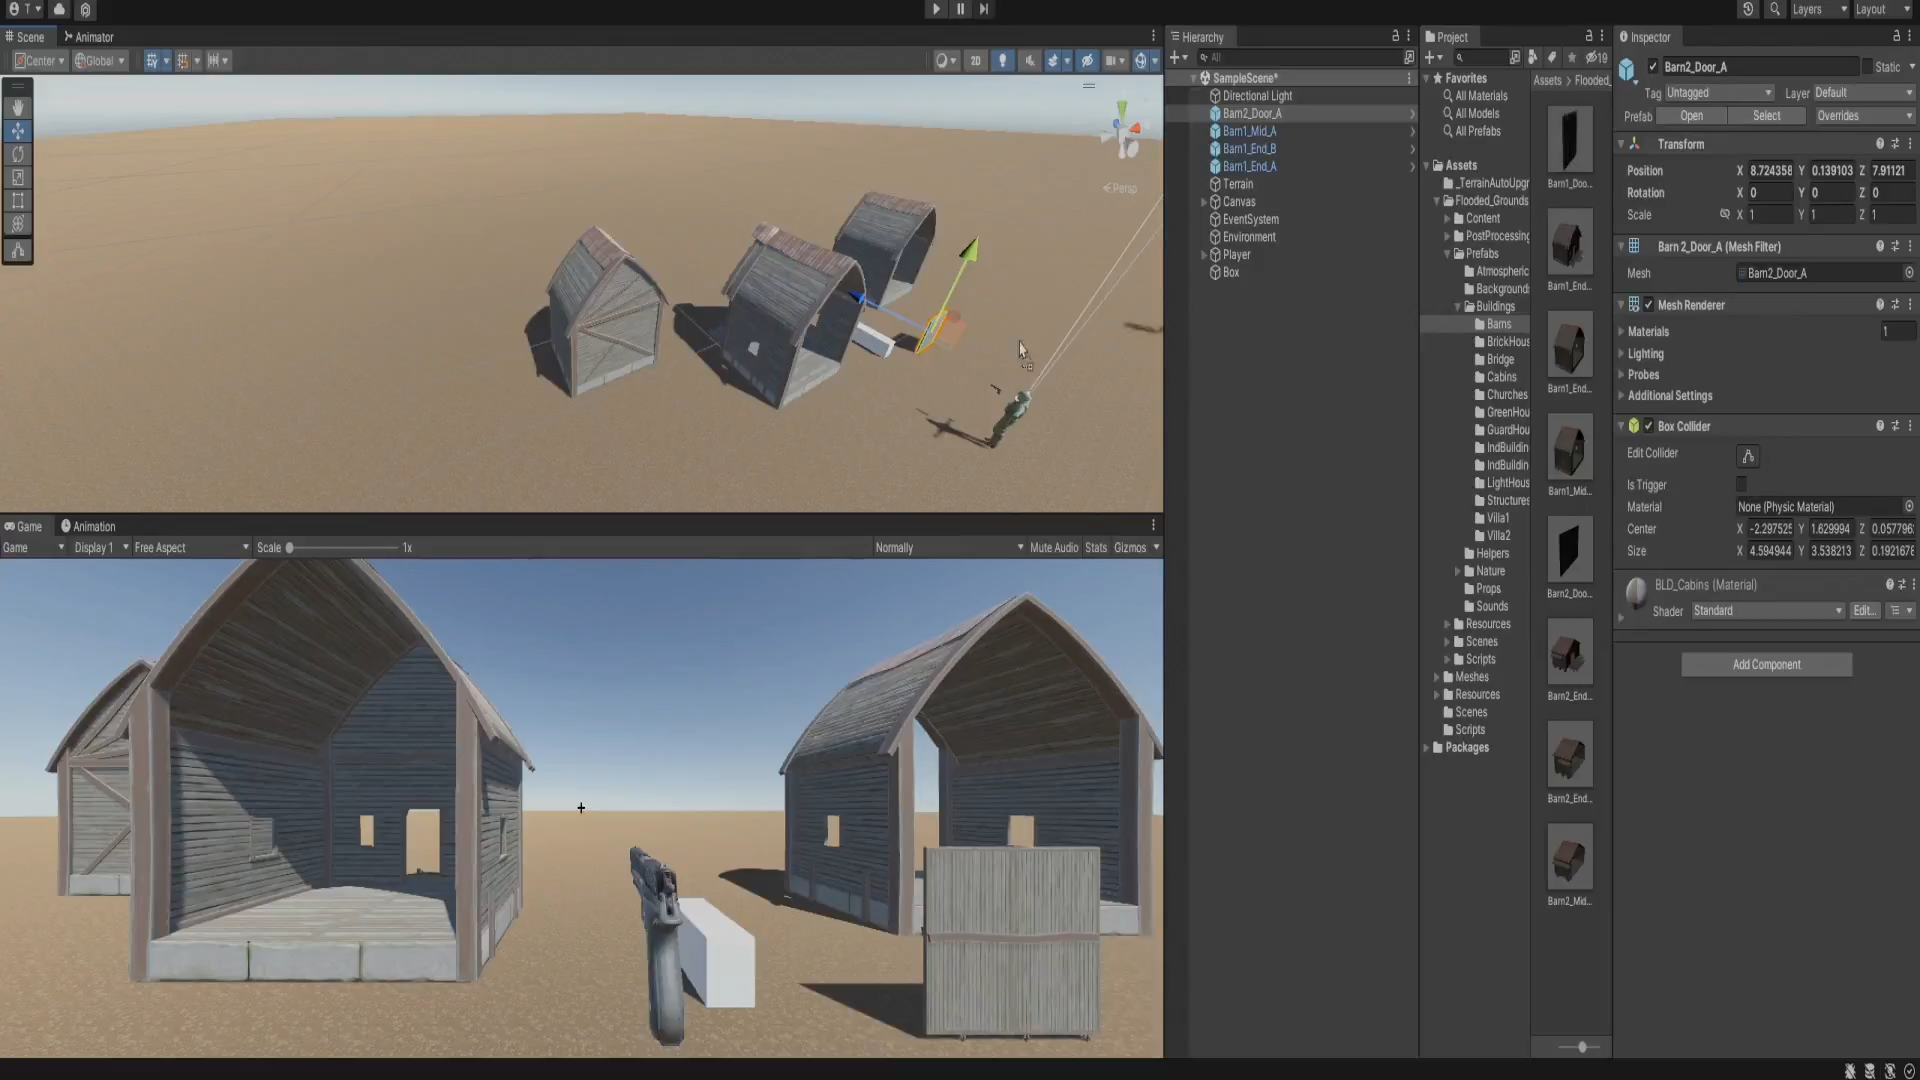 T
Layers
Layout
Scene
Animator
Center
Global
2D
Persp
Game
Animation
Game
Display 1
Free Aspect
Scale
1x
Normally
Mute Audio
Stats
Gizmos
Hierarchy
All
SampleScene*
Directional Light
Barn2_Door_A
Barn1_Mid_A
Barn1_End_B
Barn1_End_A
Terrain
Canvas
EventSystem
Environment
Player
Box
Project
19
Favorites
All Materials
All Models
All Prefabs
Assets
_TerrainAutoUpgr
Flooded_Grounds
Content
PostProcessing
Prefabs
Atmospheric
Backgrounds
Buildings
Barns
BrickHous
Bridge
Cabins
Churches
GreenHou
GuardHou
IndBuildin
IndBuildin
LightHous
Structures
Villa1
Villa2
Helpers
Nature
Props
Sounds
Resources
Scenes
Scripts
Meshes
Resources
Scenes
Scripts
Packages
Assets > Flooded_
Barn1_Doo...
Barn1_End...
Barn1_End...
Barn1_Mid...
Barn2_Doo...
Barn2_End...
Barn2_End...
Barn2_Mid...
Inspector
Barn2_Door_A
Static
Tag Untagged Layer Default
Prefab Open Select Overrides
Transform
Position X 8.724358 Y 0.139103 Z 7.91121
Rotation X 0 Y 0 Z 0
Scale X 1 Y 1 Z 1
Barn 2_Door_A (Mesh Filter)
Mesh Barn2_Door_A
Mesh Renderer
Materials 1
Lighting
Probes
Additional Settings
Box Collider
Edit Collider
Is Trigger
Material None (Physic Material)
Center X -2.297525 Y 1.629994 Z 0.057796
Size X 4.594944 Y 3.538213 Z 0.1921678
BLD_Cabins (Material)
Shader Standard Edit...
Add Component